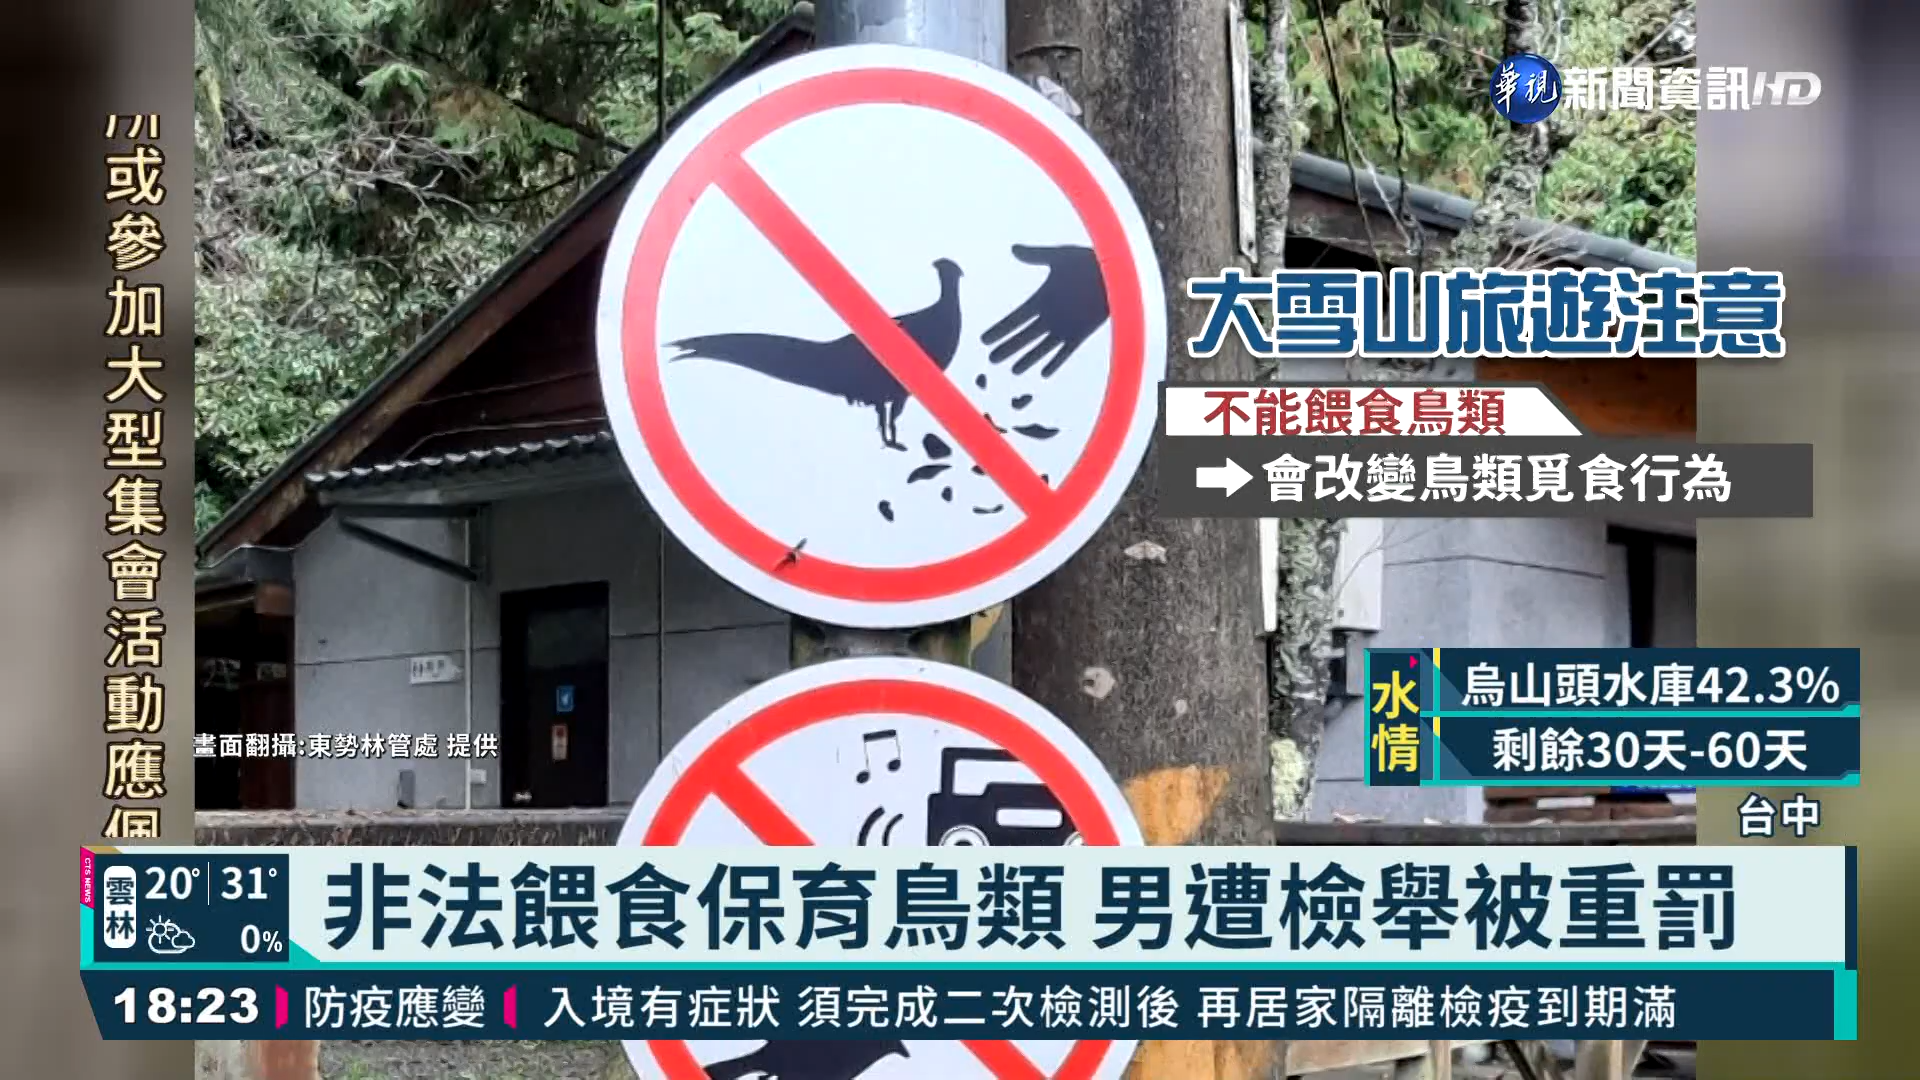 華視 新聞資訊HD
所或參加大型集會活動應佩
大雪山旅遊注意
不能餵食鳥類
會改變鳥類覓食行為
水情
烏山頭水庫42.3%
剩餘30天-60天
畫面翻攝:東勢林管處 提供
台中
CTS NEWS
雲林
20° 31°
0%
非法餵食保育鳥類 男遭檢舉被重罰
18:23 防疫應變 入境有症狀 須完成二次檢測後 再居家隔離檢疫到期滿